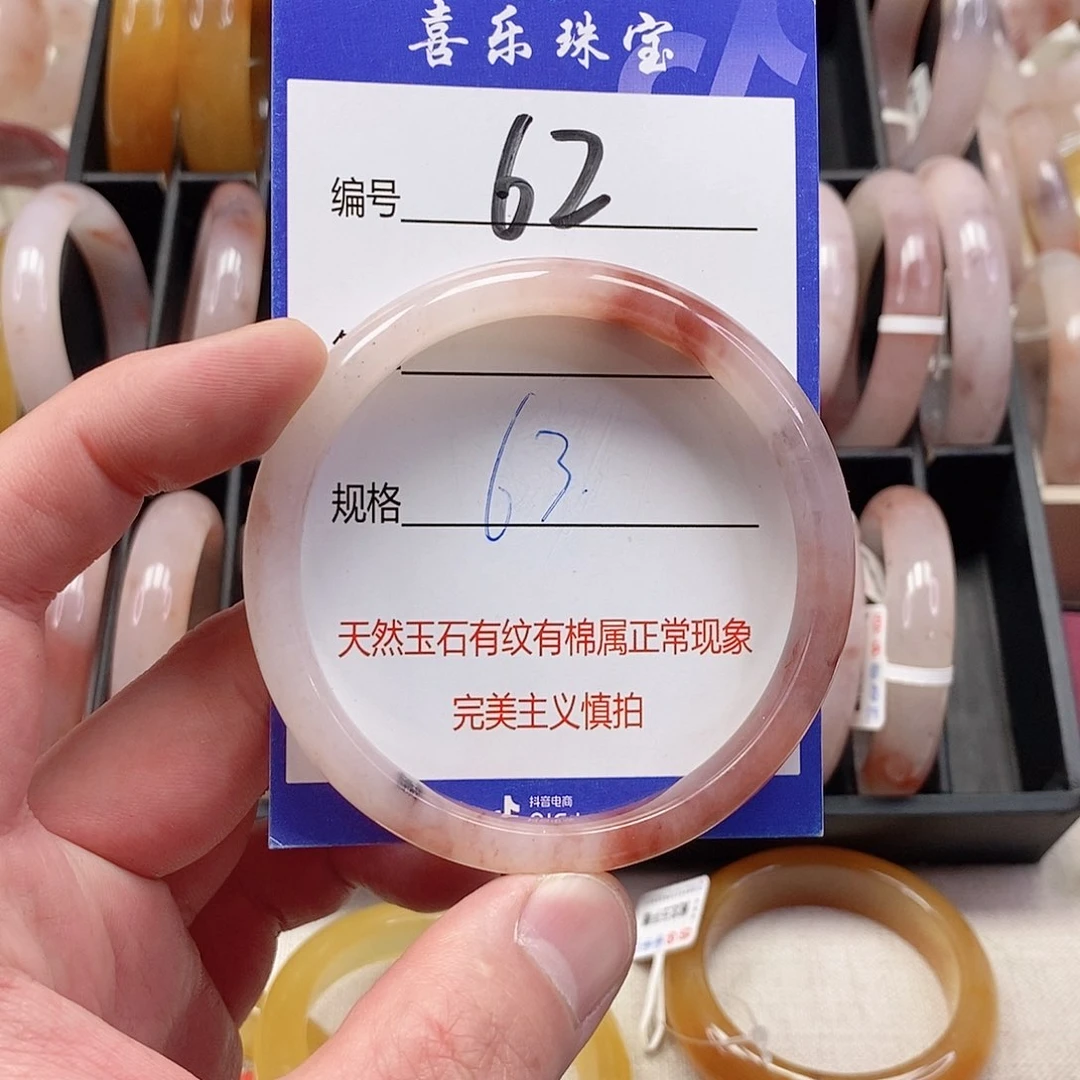 喜乐珠宝
编号 62
规格 63.
天然玉石有纹有棉属正常现象
完美主义慎拍
抖音电商